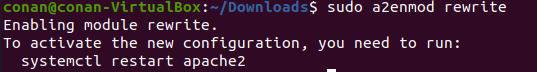 conan@conan-VirtualBox:~/Downloads$ sudo a2enmod rewrite
Enabling module rewrite.
To activate the new configuration, you need to run:
  systemctl restart apache2